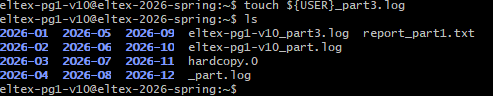 eltex-pg1-v10@eltex-2026-spring:~$ touch ${USER}_part3.log
eltex-pg1-v10@eltex-2026-spring:~$ ls
2026-01 2026-05 2026-09 eltex-pg1-v10_part3.log report_part1.txt
2026-02 2026-06 2026-10 eltex-pg1-v10_part.log
2026-03 2026-07 2026-11 hardcopy.0
2026-04 2026-08 2026-12 _part.log
eltex-pg1-v10@eltex-2026-spring:~$